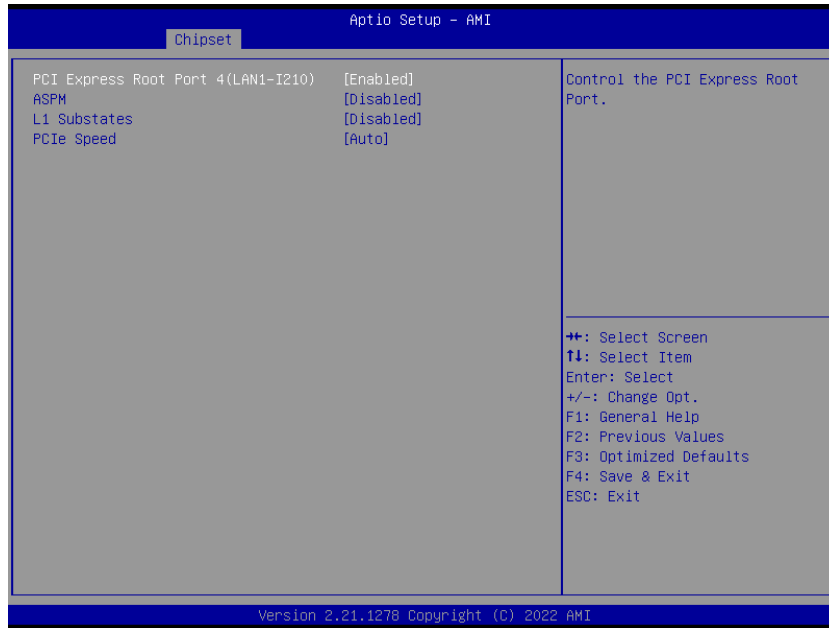 Aptio Setup – AMI
Chipset
PCI Express Root Port 4(LAN1-I210) [Enabled]
ASPM [Disabled]
L1 Substates [Disabled]
PCIe Speed [Auto]
Control the PCI Express Root
Port.
→←: Select Screen
↑↓: Select Item
Enter: Select
+/-: Change Opt.
F1: General Help
F2: Previous Values
F3: Optimized Defaults
F4: Save & Exit
ESC: Exit
Version 2.21.1278 Copyright (C) 2022 AMI